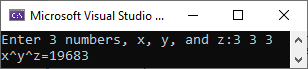 Microsoft Visual Studio ...
Enter 3 numbers, x, y, and z:3 3 3
x^y^z=19683